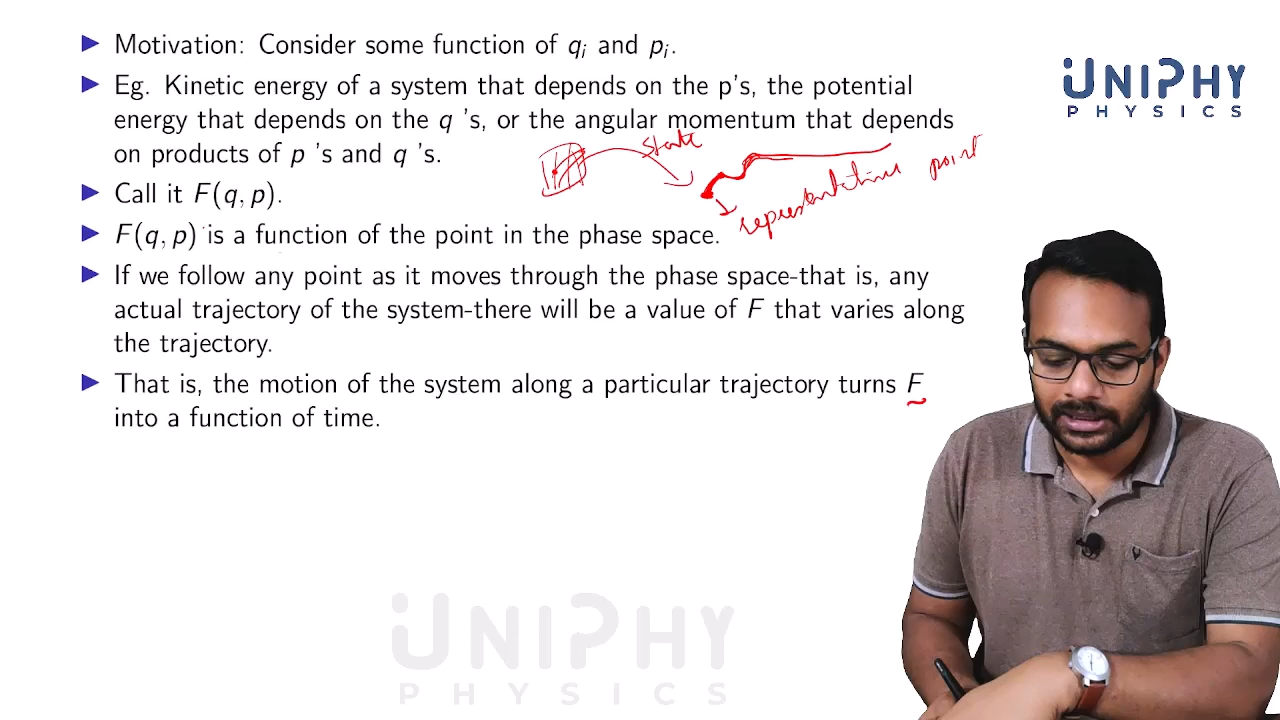 ▶ Motivation: Consider some function of qᵢ and pᵢ.
▶ Eg. Kinetic energy of a system that depends on the p's, the potential
energy that depends on the q 's, or the angular momentum that depends
on products of p 's and q 's.
▶ Call it F(q, p).
▶ F(q, p) is a function of the point in the phase space.
▶ If we follow any point as it moves through the phase space-that is, any
actual trajectory of the system-there will be a value of F that varies along
the trajectory.
▶ That is, the motion of the system along a particular trajectory turns F
into a function of time.
state
representative point
UNIPHY
PHYSICS
UNIPHY
PHYSICS